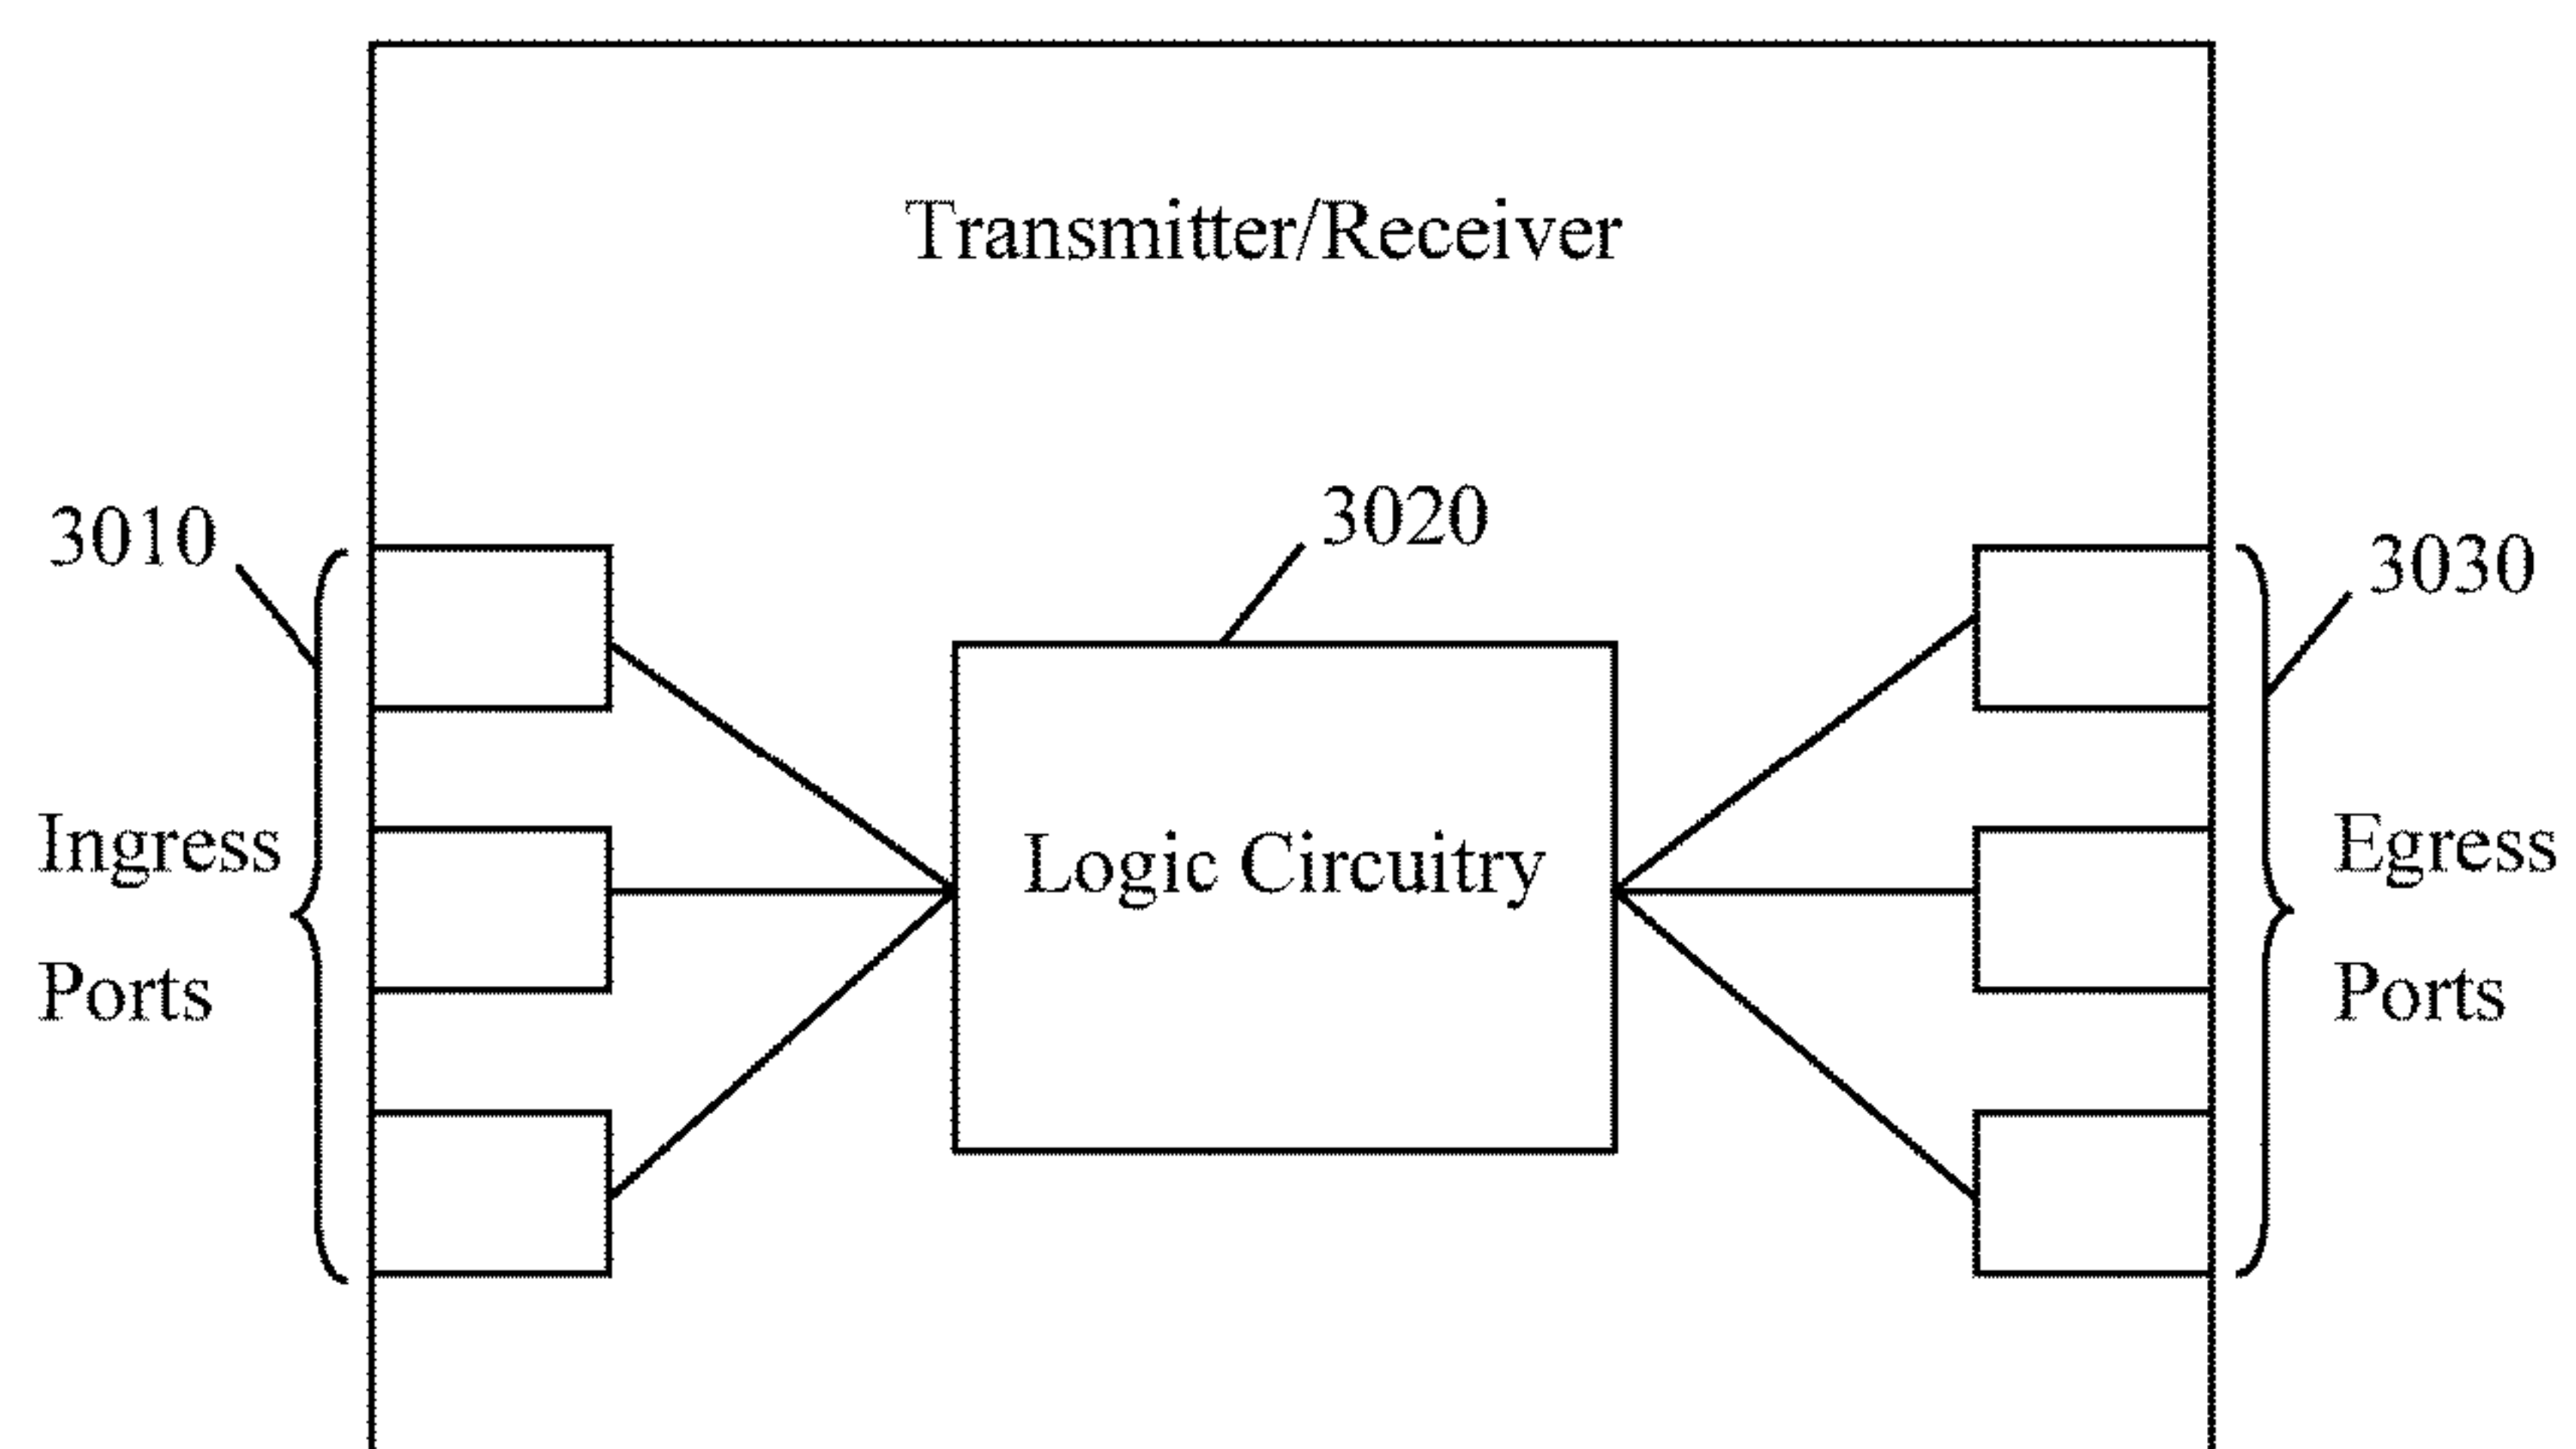 Transmitter/Receiver
3010
3020
3030
Ingress
Ports
Logic Circuitry
Egress
Ports